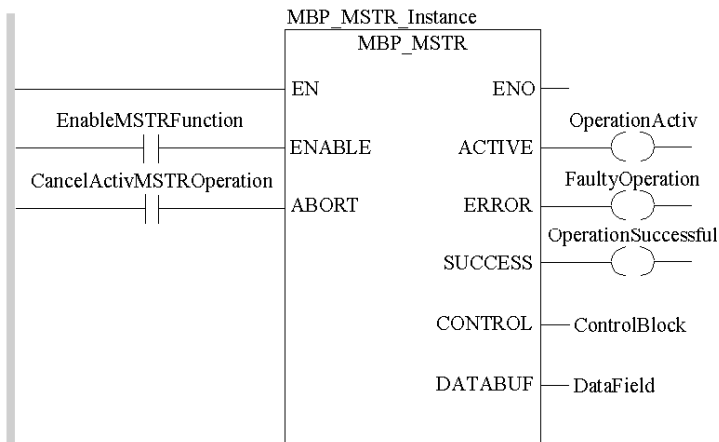 MBP_MSTR_Instance
MBP_MSTR
EN ENO
EnableMSTRFunction OperationActiv
ENABLE ACTIVE
CancelActivMSTROperation FaultyOperation
ABORT ERROR
OperationSuccessful
SUCCESS
CONTROL ControlBlock
DATABUF DataField